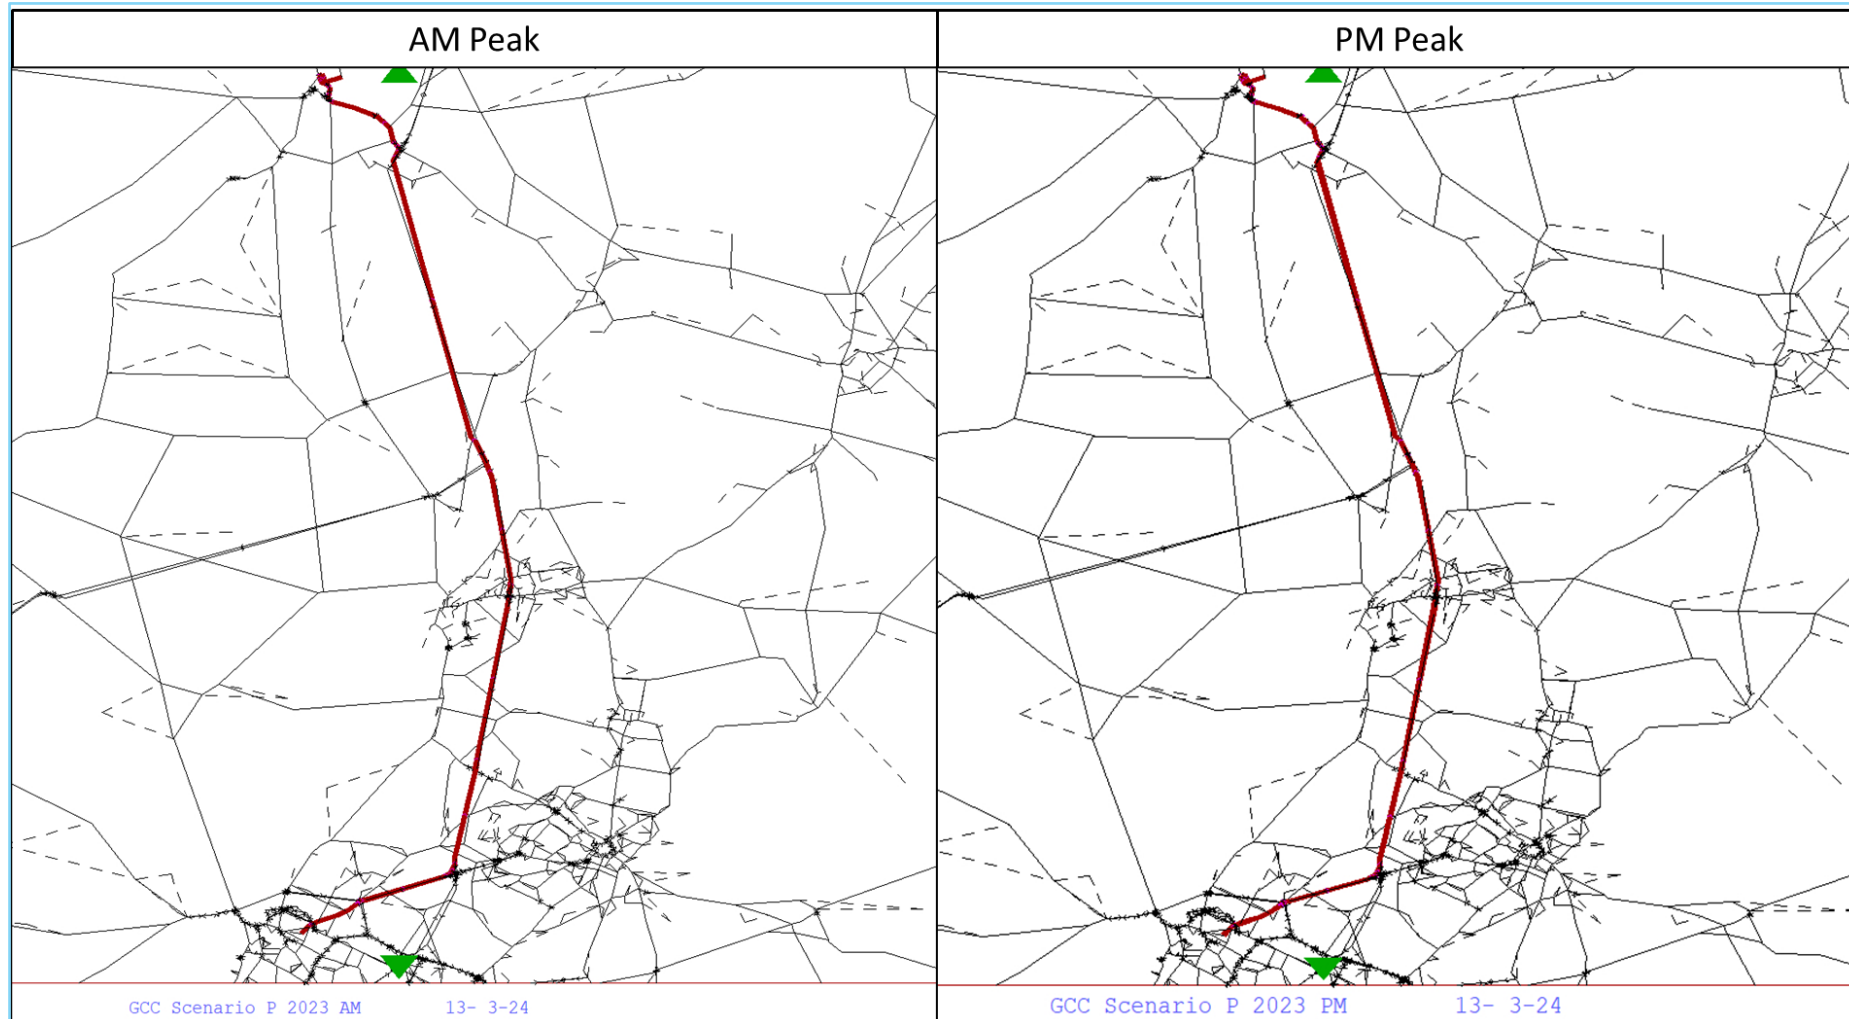 AM Peak
PM Peak
GCC Scenario P 2023 AM 13- 3-24
GCC Scenario P 2023 PM 13- 3-24